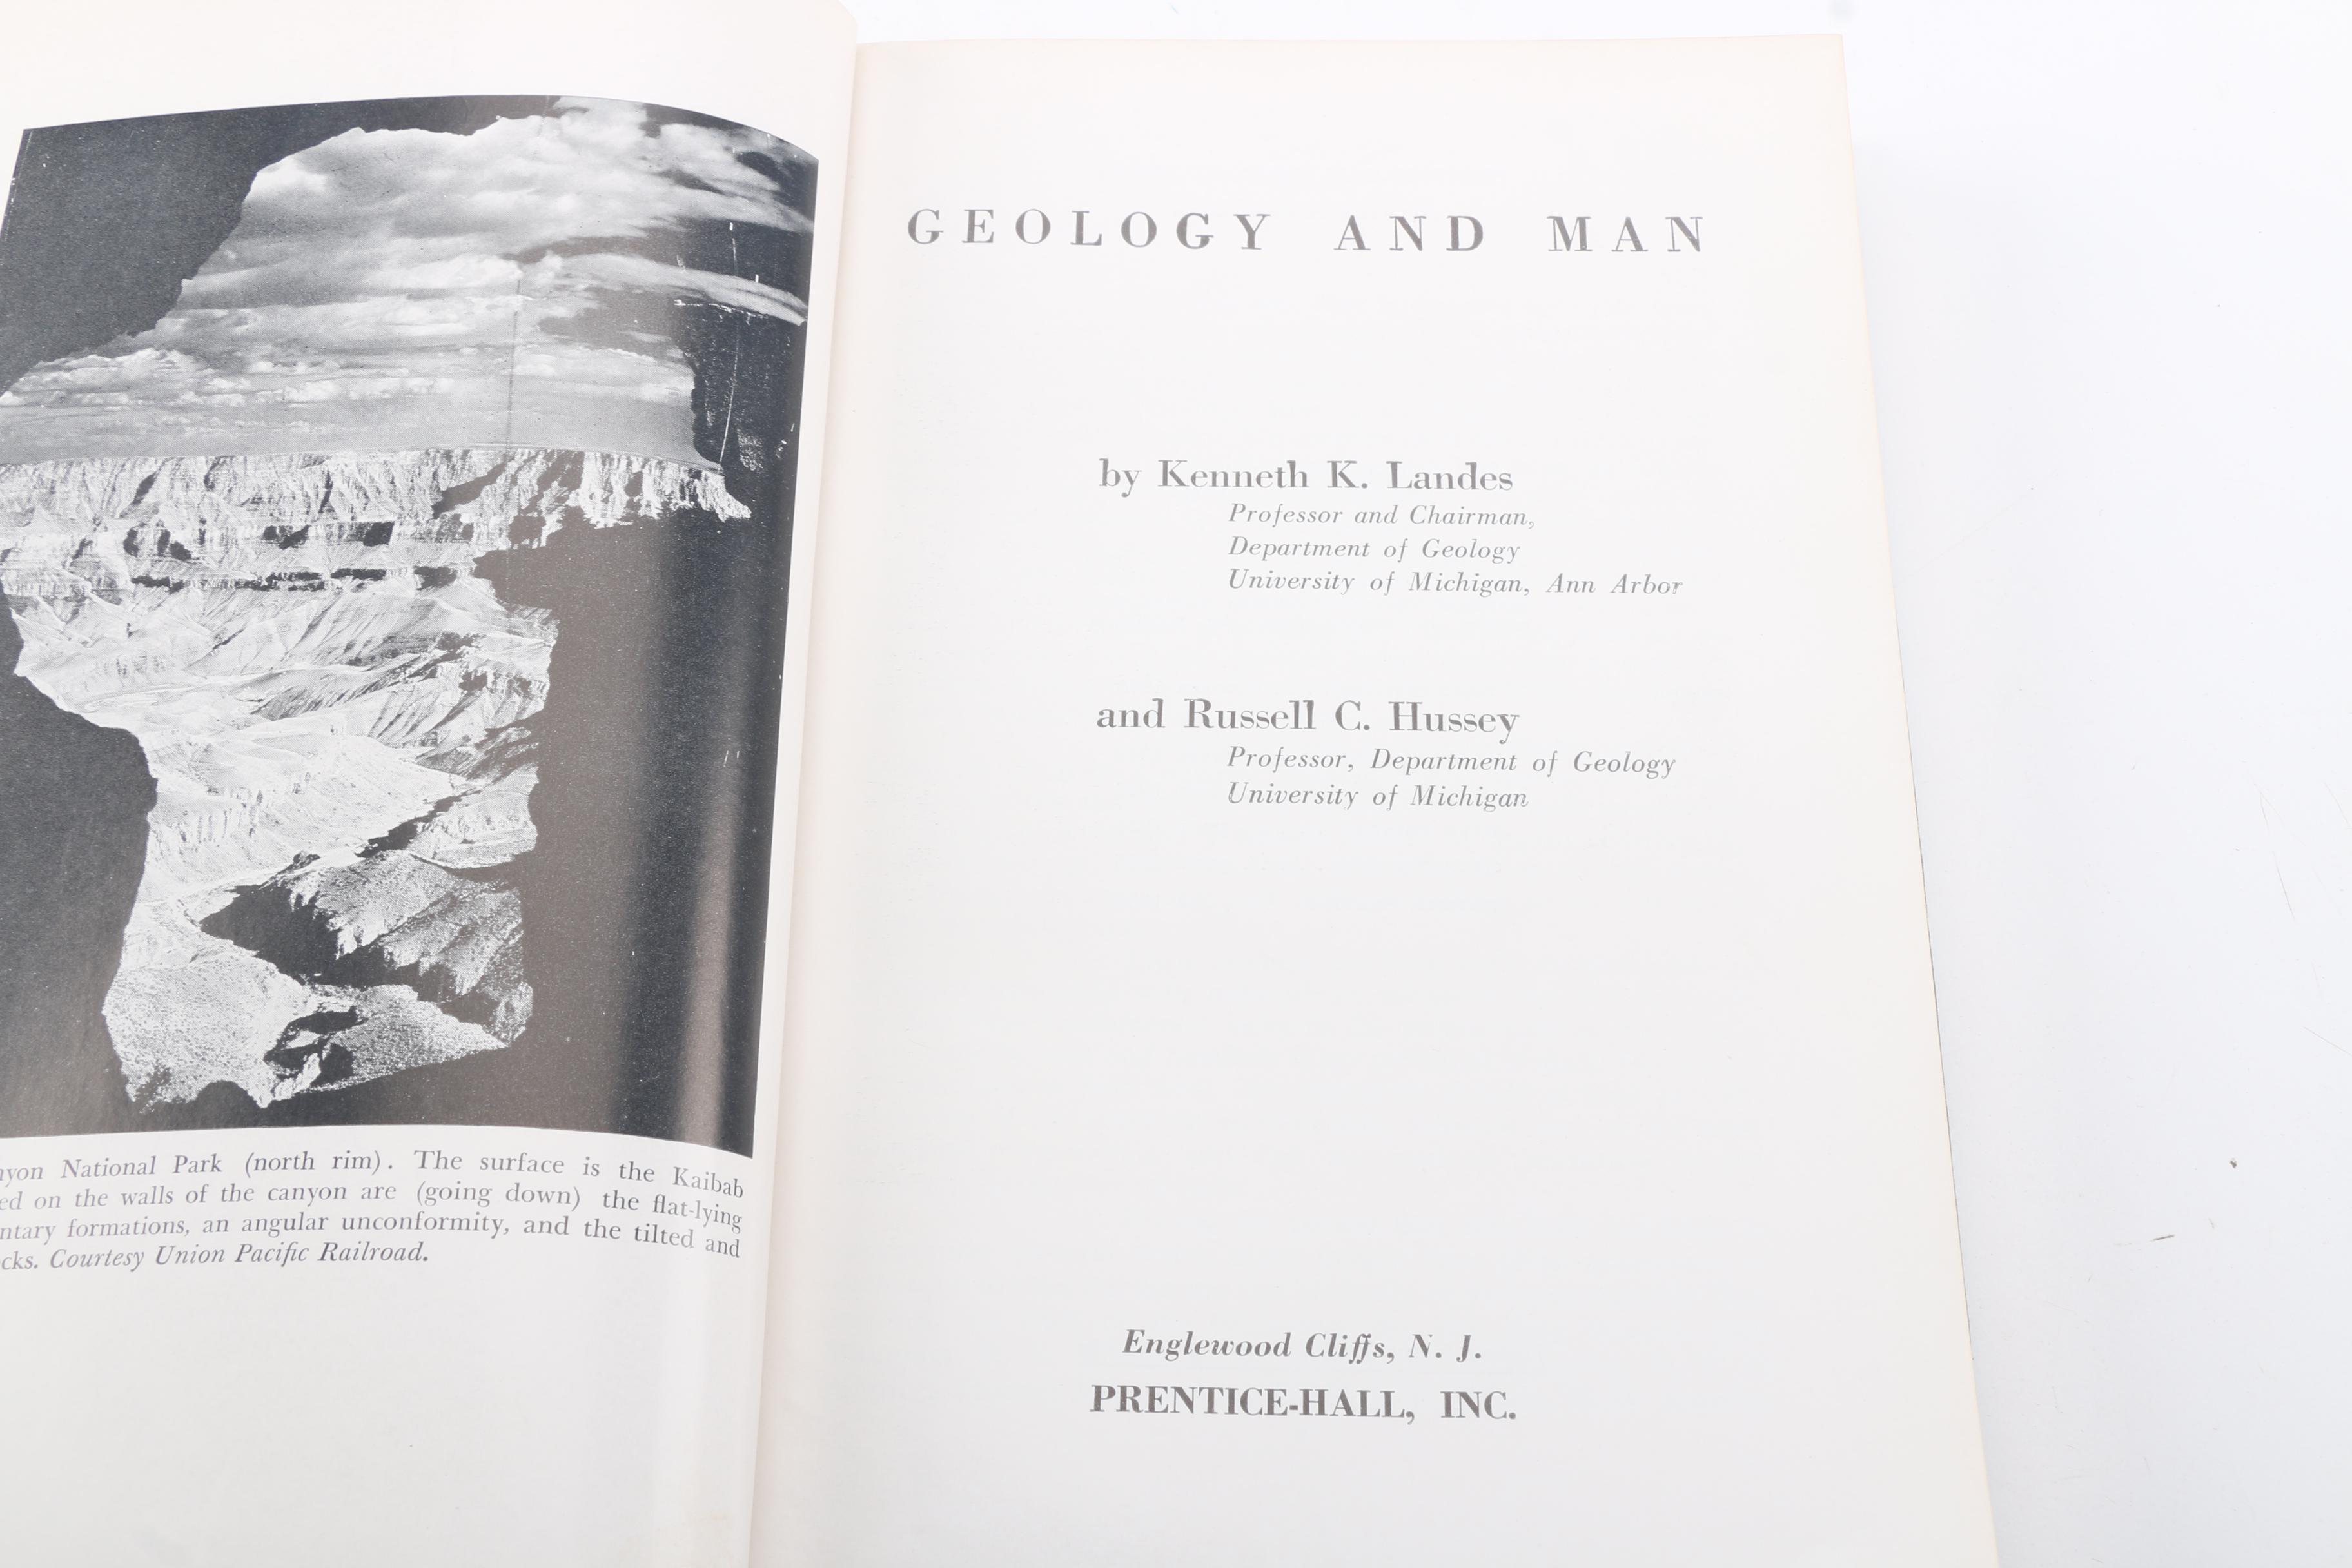 yon National Park (north rim). The surface is the Kaibab
ed on the walls of the canyon are (going down) the flat-lying
ntary formations, an angular unconformity, and the tilted and
cks. Courtesy Union Pacific Railroad.
GEOLOGY AND MAN
by Kenneth K. Landes
Professor and Chairman,
Department of Geology
University of Michigan, Ann Arbor
and Russell C. Hussey
Professor, Department of Geology
University of Michigan
Englewood Cliffs, N. J.
PRENTICE-HALL, INC.